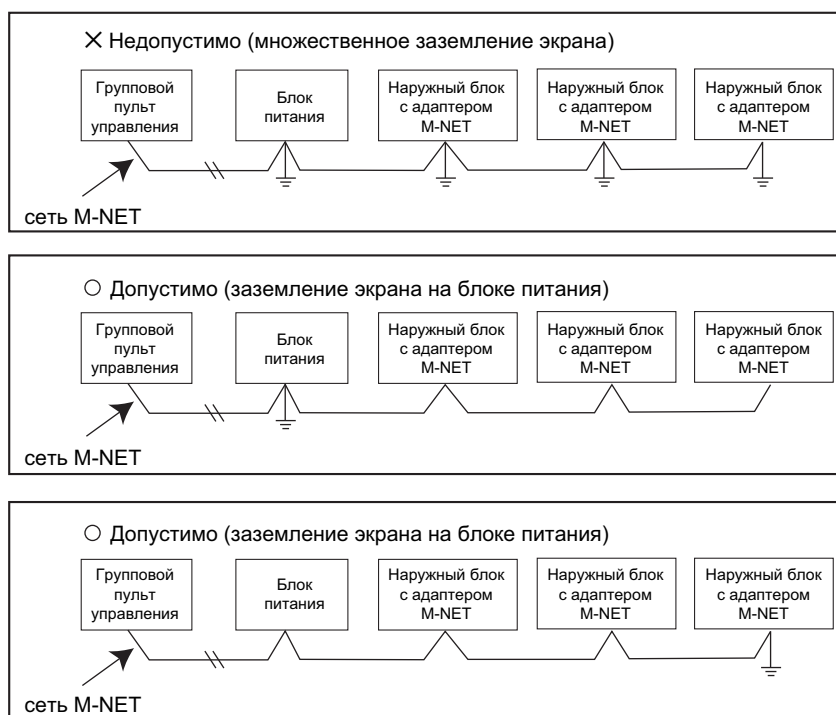 ✕ Недопустимо (множественное заземление экрана)
Групповой
пульт
управления
Блок
питания
Наружный блок
с адаптером
M-NET
Наружный блок
с адаптером
M-NET
Наружный блок
с адаптером
M-NET
сеть M-NET
○ Допустимо (заземление экрана на блоке питания)
Групповой
пульт
управления
Блок
питания
Наружный блок
с адаптером
M-NET
Наружный блок
с адаптером
M-NET
Наружный блок
с адаптером
M-NET
сеть M-NET
○ Допустимо (заземление экрана на блоке питания)
Групповой
пульт
управления
Блок
питания
Наружный блок
с адаптером
M-NET
Наружный блок
с адаптером
M-NET
Наружный блок
с адаптером
M-NET
сеть M-NET